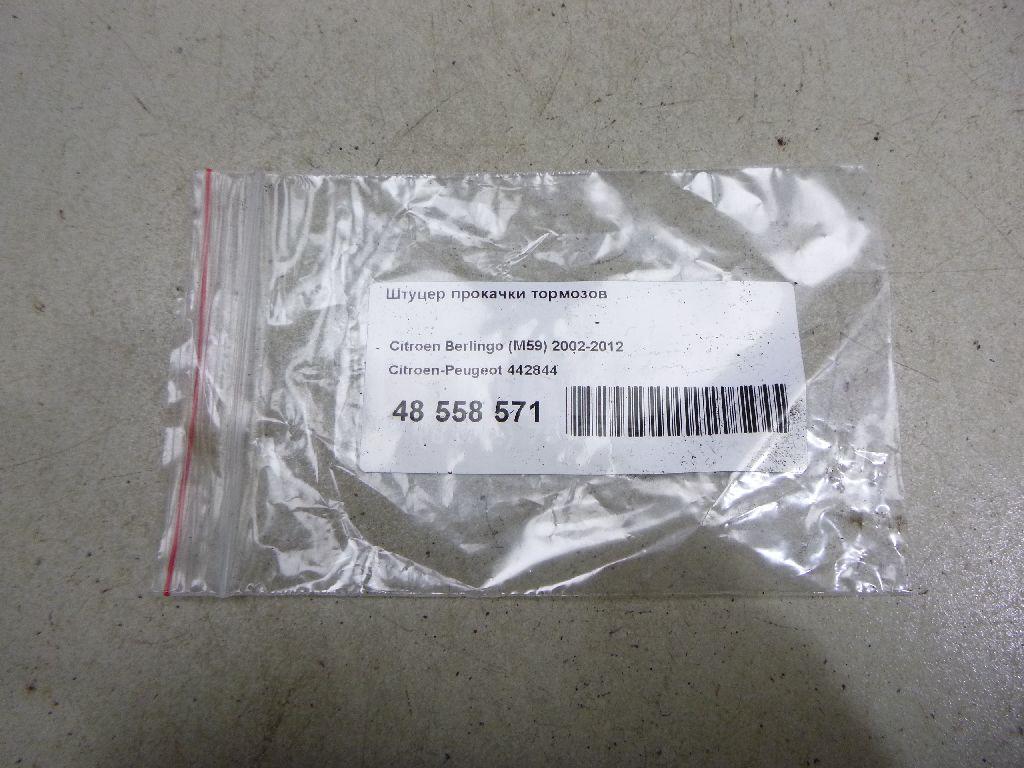 Штуцер прокачки тормозов
Citroen Berlingo (M59) 2002-2012
Citroen-Peugeot 442844
48 558 571